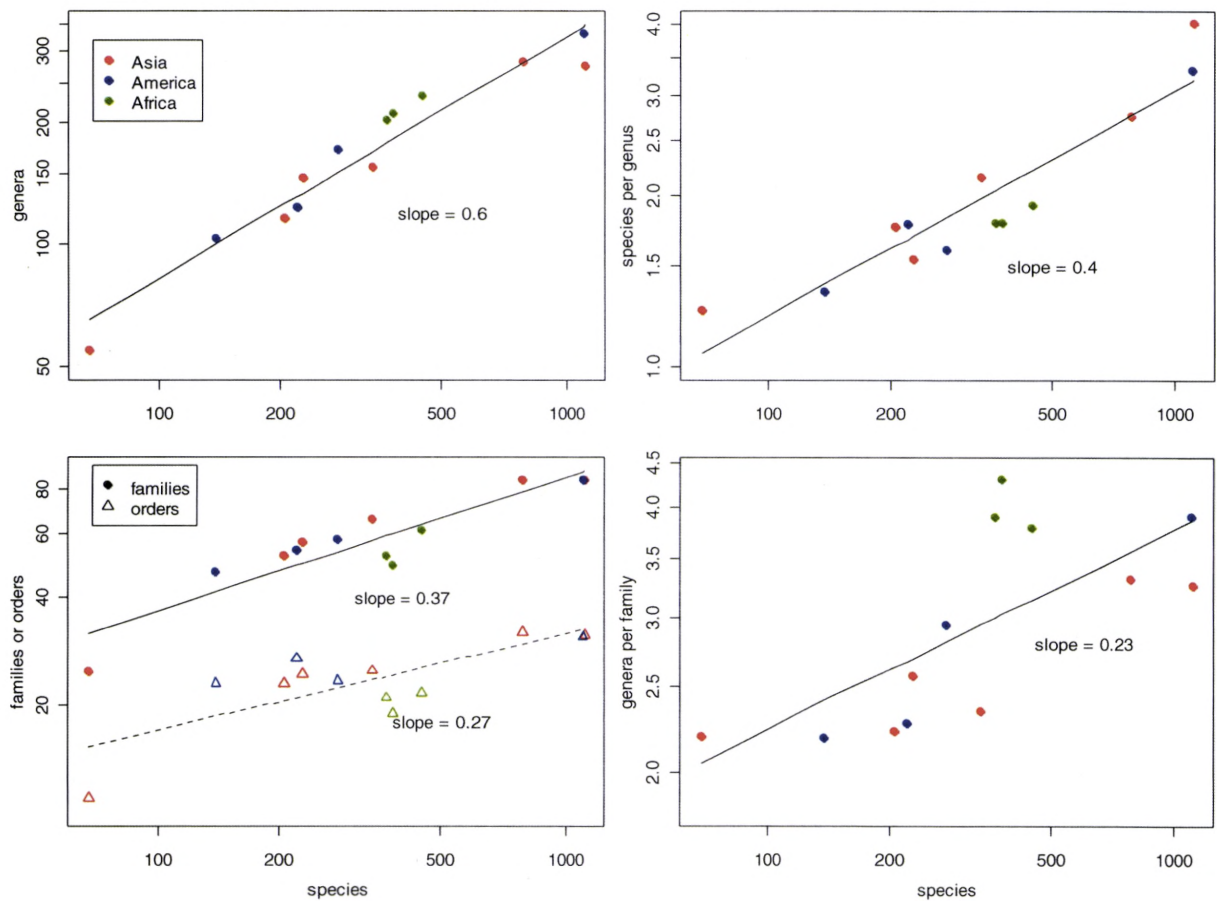 genera
300
200
150
100
50
Asia
America
Africa
slope = 0.6
100 200 500 1000
species per genus
4.0
3.0
2.5
2.0
1.5
1.0
slope = 0.4
100 200 500 1000
families or orders
80
60
40
20
families
orders
slope = 0.37
slope = 0.27
100 200 500 1000
species
genera per family
4.5
4.0
3.5
3.0
2.5
2.0
slope = 0.23
100 200 500 1000
species